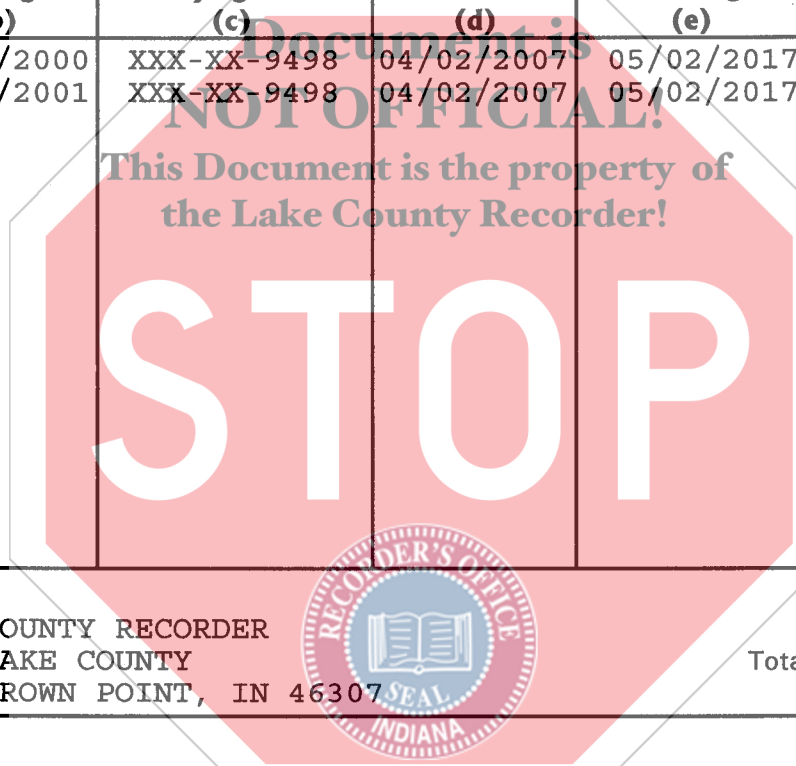 (c) (d) (e)
Document is
/2000 XXX-XX-9498 04/02/2007 05/02/2017
/2001 XXX-XX-9498 04/02/2007 05/02/2017
NOT OFFICIAL!
This Document is the property of
the Lake County Recorder!
STOP
OUNTY RECORDER
AKE COUNTY
ROWN POINT, IN 46307
Tota
RECORDER'S OFFICE
SEAL
INDIANA